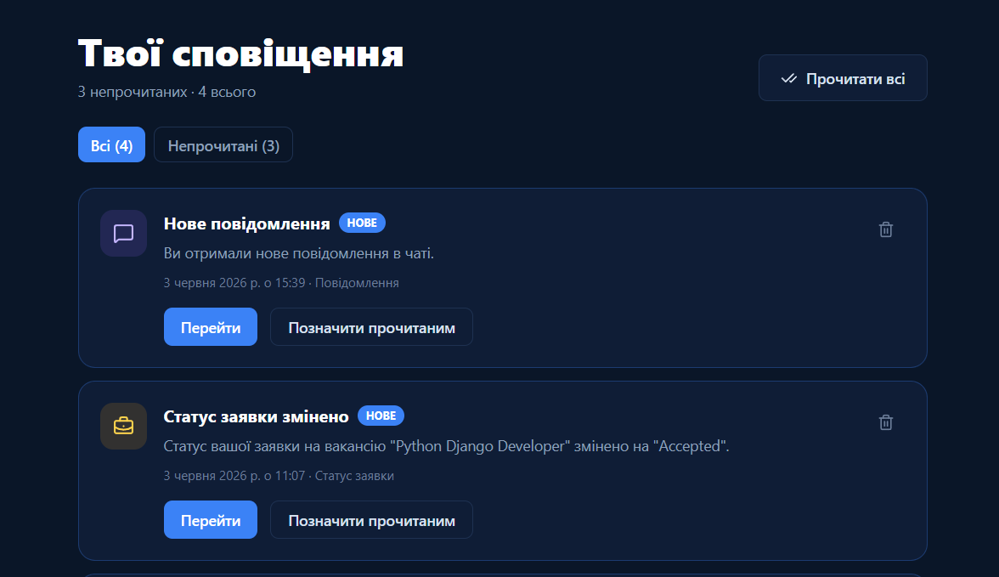 Твої сповіщення
3 непрочитаних · 4 всього
Прочитати всі
Всі (4)
Непрочитані (3)
Нове повідомлення НОВЕ
Ви отримали нове повідомлення в чаті.
3 червня 2026 р. о 15:39 · Повідомлення
Перейти
Позначити прочитаним
Статус заявки змінено НОВЕ
Статус вашої заявки на вакансію "Python Django Developer" змінено на "Accepted".
3 червня 2026 р. о 11:07 · Статус заявки
Перейти
Позначити прочитаним